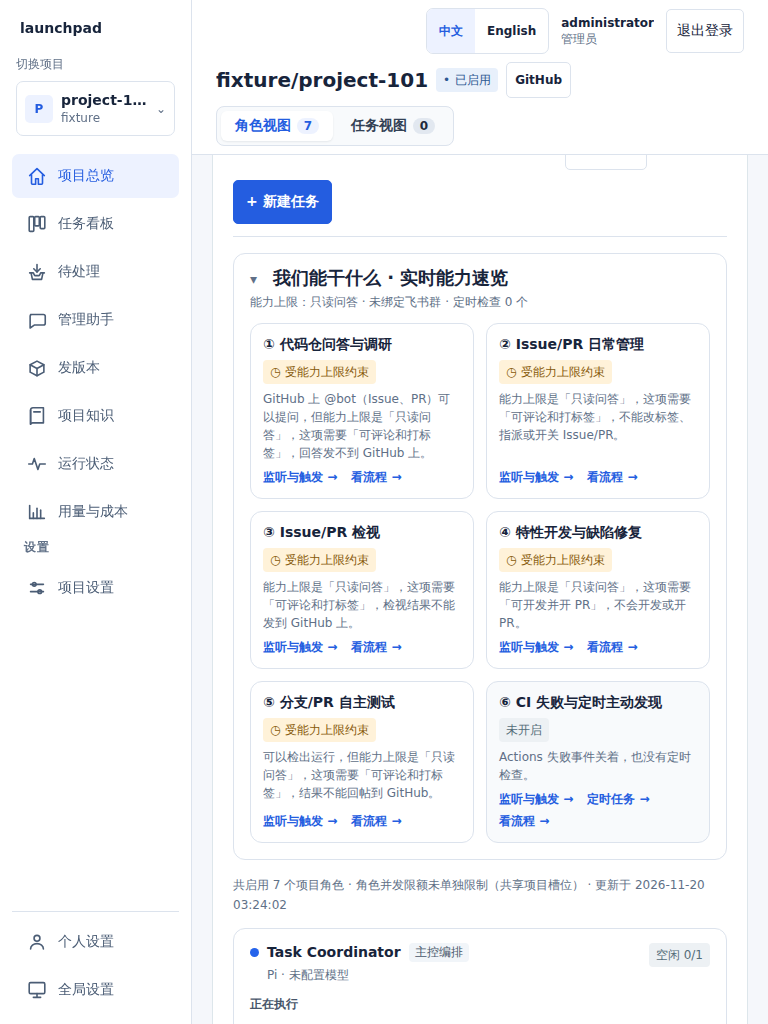 launchpad
切换项目
P
project-1…
fixture
项目总览
任务看板
待处理
管理助手
发版本
项目知识
运行状态
用量与成本
设置
项目设置
个人设置
全局设置
中文
English
administrator
管理员
退出登录
fixture/project-101
• 已启用
GitHub
角色视图 7
任务视图 0
+ 新建任务
▾ 我们能干什么 · 实时能力速览
能力上限：只读问答 · 未绑定飞书群 · 定时检查 0 个
① 代码仓问答与调研
◷ 受能力上限约束
GitHub 上 @bot（Issue、PR）可
以提问，但能力上限是「只读问
答」，这项需要「可评论和打标
签」，回答发不到 GitHub 上。
监听与触发 → 看流程 →
② Issue/PR 日常管理
◷ 受能力上限约束
能力上限是「只读问答」，这项需要
「可评论和打标签」，不能改标签、
指派或开关 Issue/PR。
监听与触发 → 看流程 →
③ Issue/PR 检视
◷ 受能力上限约束
能力上限是「只读问答」，这项需要
「可评论和打标签」，检视结果不能
发到 GitHub 上。
监听与触发 → 看流程 →
④ 特性开发与缺陷修复
◷ 受能力上限约束
能力上限是「只读问答」，这项需要
「可开发并开 PR」，不会开发或开
PR。
监听与触发 → 看流程 →
⑤ 分支/PR 自主测试
◷ 受能力上限约束
可以检出运行，但能力上限是「只读
问答」，这项需要「可评论和打标
签」，结果不能回帖到 GitHub。
监听与触发 → 看流程 →
⑥ CI 失败与定时主动发现
未开启
Actions 失败事件关着，也没有定时
检查。
监听与触发 → 定时任务 →
看流程 →
共启用 7 个项目角色 · 角色并发限额未单独限制（共享项目槽位） · 更新于 2026-11-20
03:24:02
Task Coordinator 主控编排
空闲 0/1
Pi · 未配置模型
正在执行